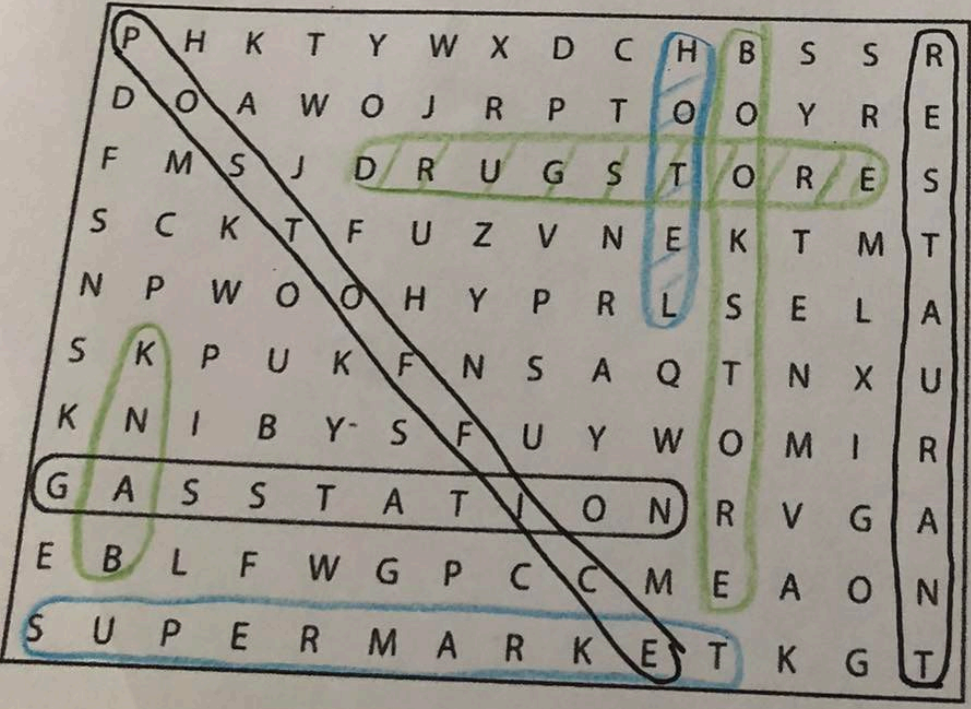 P H K T Y W X D C H B S S R
D O A W O J R P T O O Y R E
F M S J D R U G S T O R E S
S C K T F U Z V N E K T M T
N P W O O H Y P R L S E L A
S K P U K F N S A Q T N X U
K N I B Y S F U Y W O M I R
G A S S T A T I O N R V G A
E B L F W G P C C M E A O N
S U P E R M A R K E T K G T